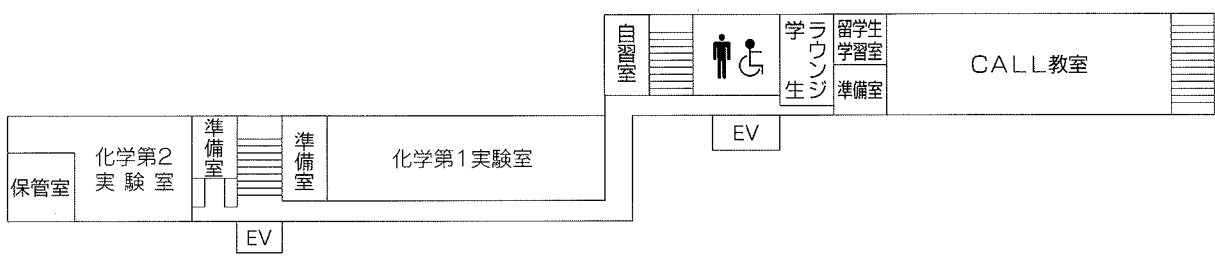 自習室
学生
ラウンジ
留学生
学習室
準備室
CALL教室
EV
保管室
化学第2
実験室
準備室
準備室
化学第1実験室
EV